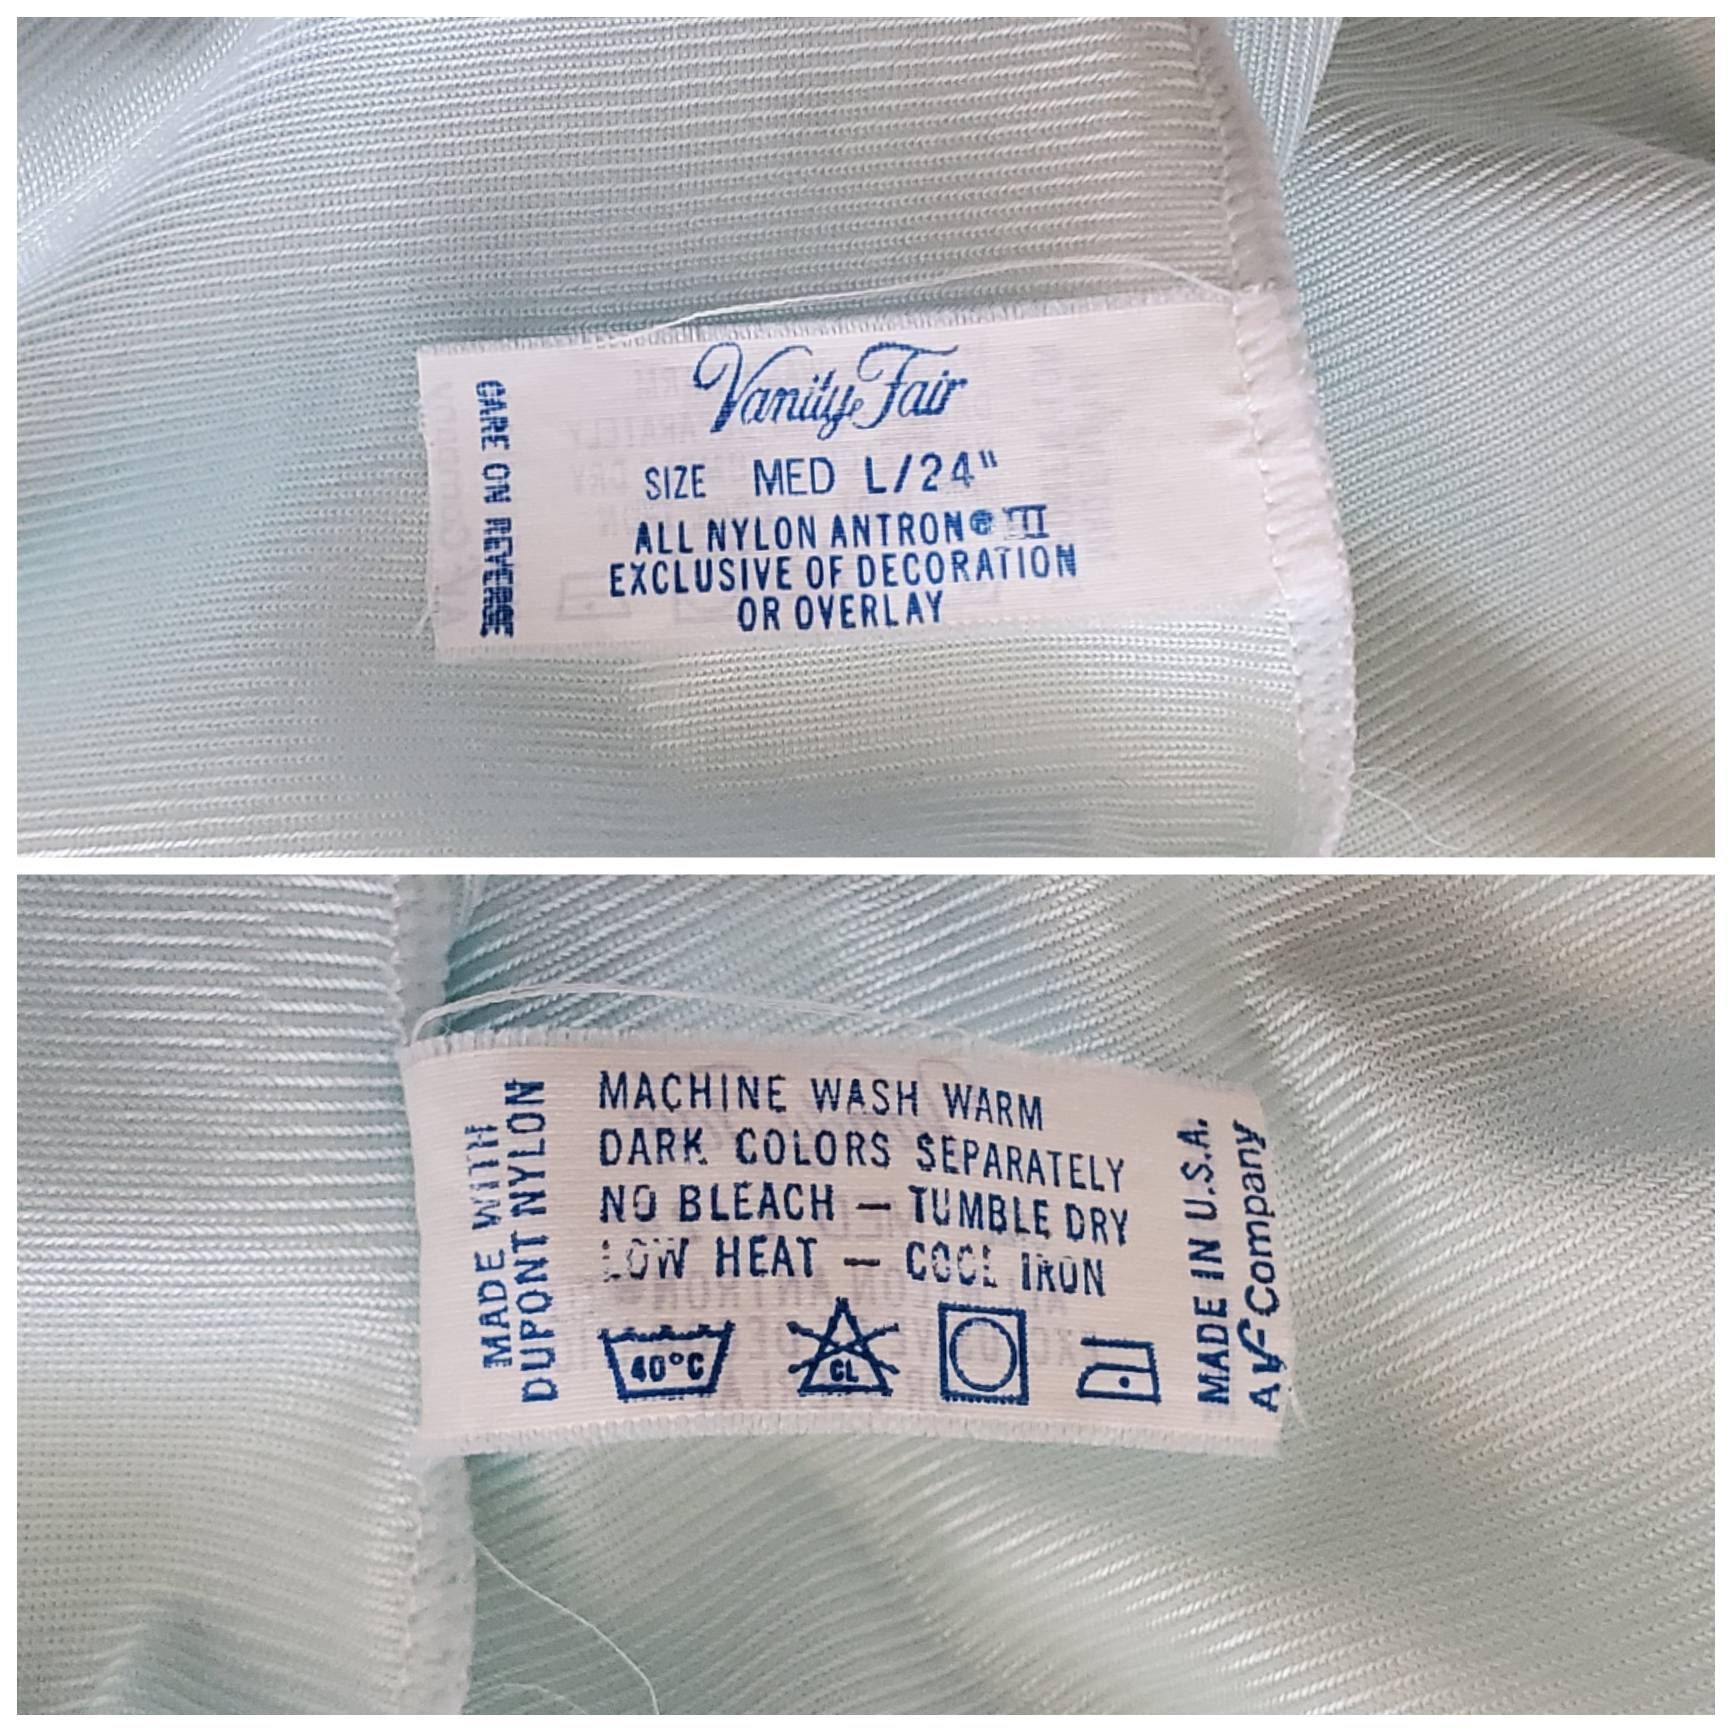 Vanity Fair
SIZE MED L/24"
ALL NYLON ANTRON® III
EXCLUSIVE OF DECORATION
OR OVERLAY
CARE ON REVERSE
MADE WITH
DUPONT NYLON
MACHINE WASH WARM
DARK COLORS SEPARATELY
NO BLEACH — TUMBLE DRY
LOW HEAT — COOL IRON
40°C
CL
MADE IN U.S.A.
A VF Company